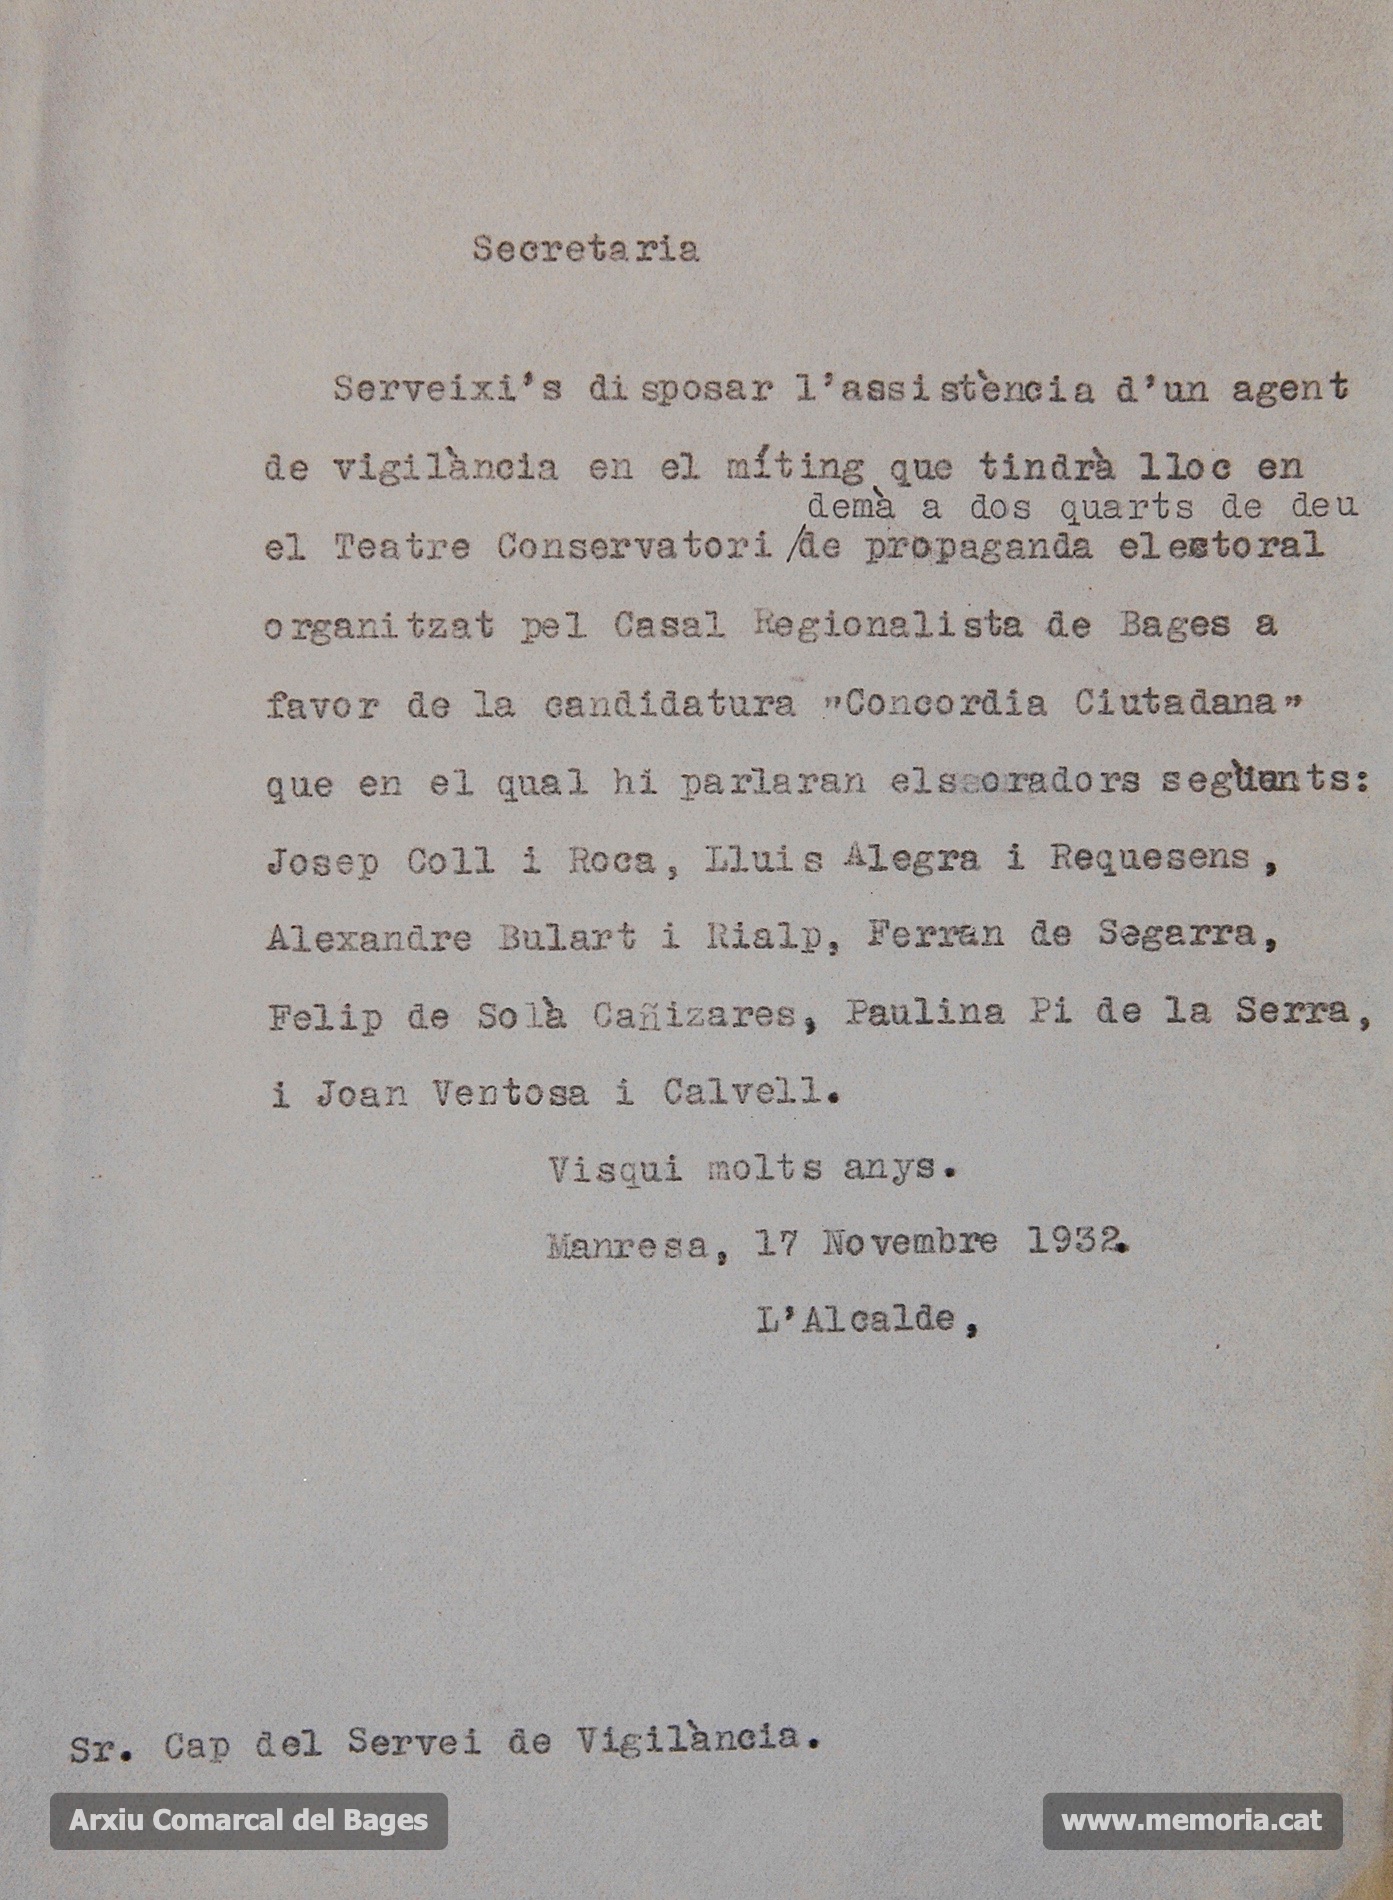 Secretaria
Serveixi's disposar l'assistència d'un agent
de vigilància en el míting que tindrà lloc en
demà a dos quarts de deu
el Teatre Conservatori /de propaganda electoral
organitzat pel Casal Regionalista de Bages a
favor de la candidatura "Concordia Ciutadana"
que en el qual hi parlaran els oradors següents:
Josep Coll i Roca, Lluis Alegra i Requesens,
Alexandre Bulart i Rialp, Ferran de Segarra,
Felip de Solà Cañizares, Paulina Pi de la Serra,
i Joan Ventosa i Calvell.
Visqui molts anys.
Manresa, 17 Novembre 1932.
L'Alcalde,
Sr. Cap del Servei de Vigilància.
Arxiu Comarcal del Bages
www.memoria.cat